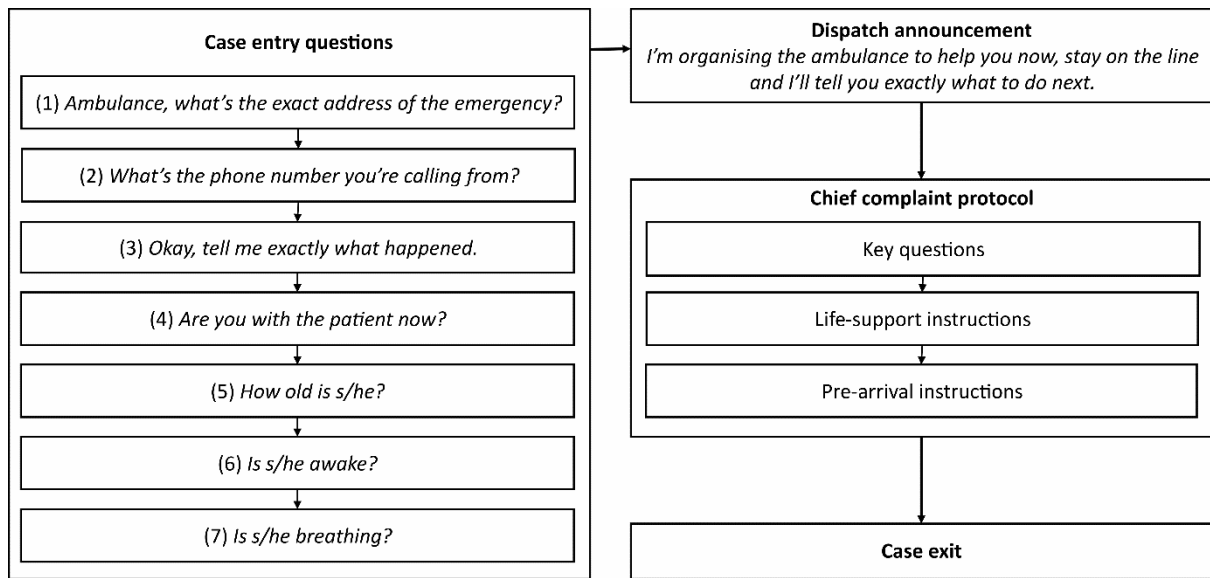 Case entry questions
(1) Ambulance, what's the exact address of the emergency?
(2) What's the phone number you're calling from?
(3) Okay, tell me exactly what happened.
(4) Are you with the patient now?
(5) How old is s/he?
(6) Is s/he awake?
(7) Is s/he breathing?
Dispatch announcement
I'm organising the ambulance to help you now, stay on the line
and I'll tell you exactly what to do next.
Chief complaint protocol
Key questions
Life-support instructions
Pre-arrival instructions
Case exit